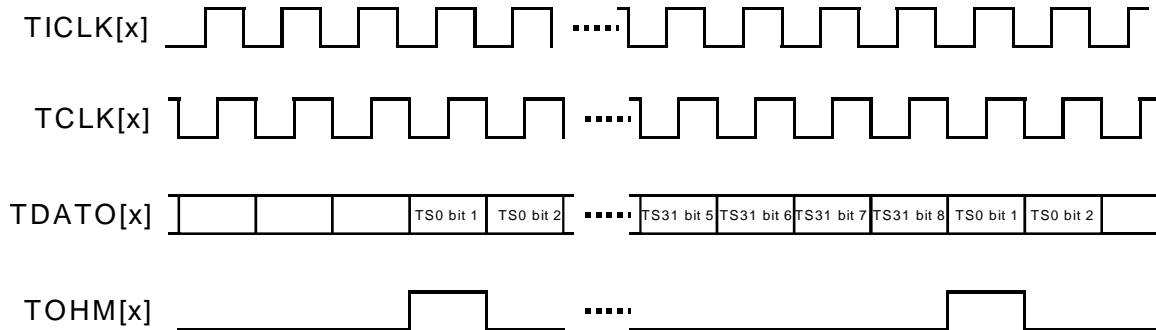 TICLK[x]
TCLK[x]
TDATO[x] TS0 bit 1 TS0 bit 2 TS31 bit 5 TS31 bit 6 TS31 bit 7 TS31 bit 8 TS0 bit 1 TS0 bit 2
TOHM[x]